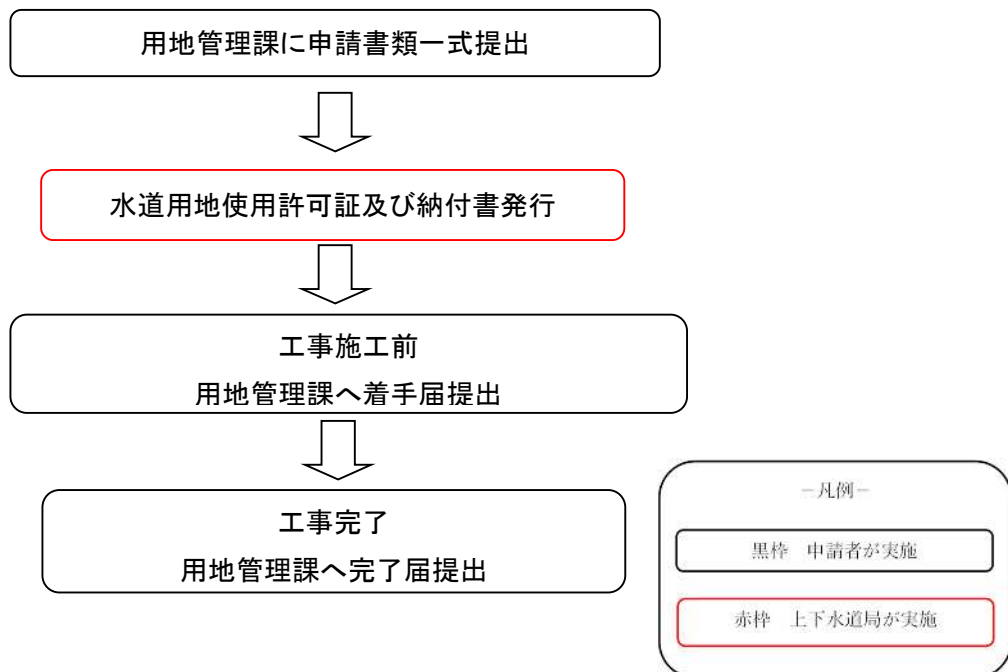 用地管理課に申請書類一式提出
水道用地使用許可証及び納付書発行
工事施工前
用地管理課へ着手届提出
工事完了
用地管理課へ完了届提出
－凡例－
黒枠　申請者が実施
赤枠　上下水道局が実施